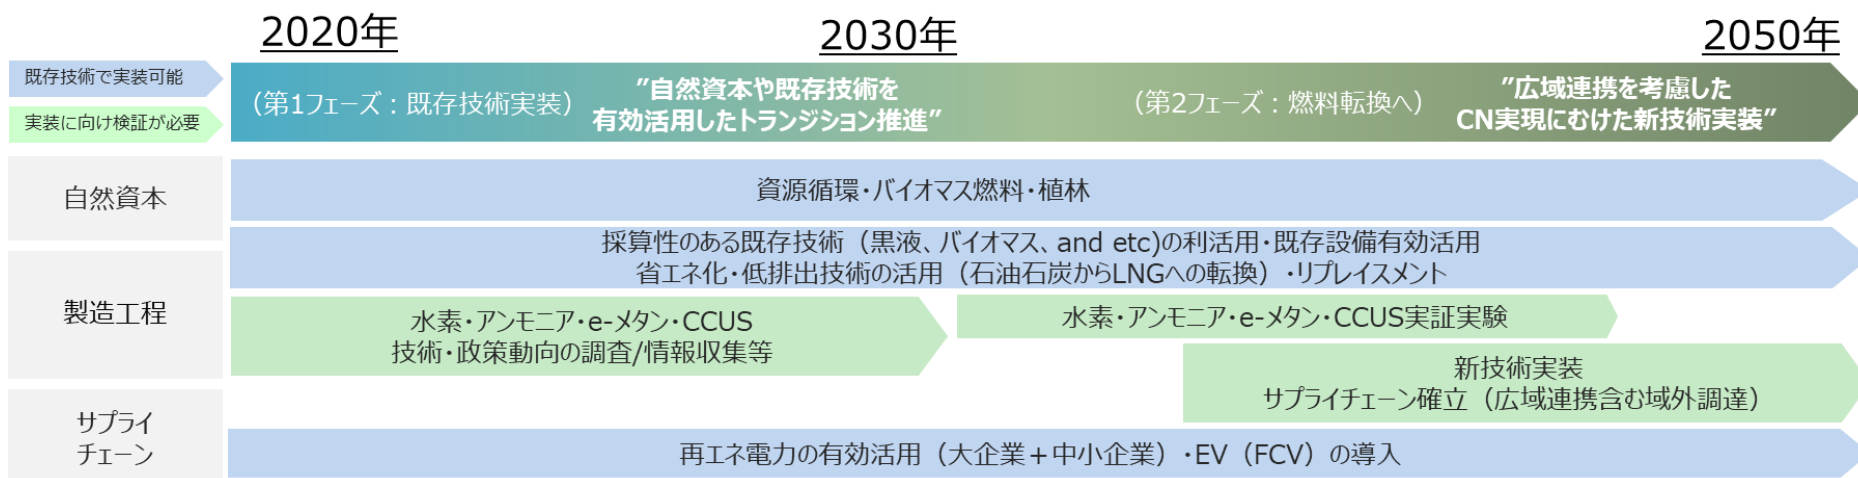 2020年
2030年
2050年
既存技術で実装可能
実装に向け検証が必要
（第1フェーズ：既存技術実装）
”自然資本や既存技術を
有効活用したトランジション推進”
（第2フェーズ：燃料転換へ）
”広域連携を考慮した
CN実現にむけた新技術実装”
自然資本
資源循環・バイオマス燃料・植林
製造工程
採算性のある既存技術（黒液、バイオマス、and etc)の利活用・既存設備有効活用
省エネ化・低排出技術の活用（石油石炭からLNGへの転換）・リプレイスメント
水素・アンモニア・e-メタン・CCUS
技術・政策動向の調査/情報収集等
水素・アンモニア・e-メタン・CCUS実証実験
新技術実装
サプライチェーン確立（広域連携含む域外調達）
サプライ
チェーン
再エネ電力の有効活用（大企業＋中小企業）・EV（FCV）の導入